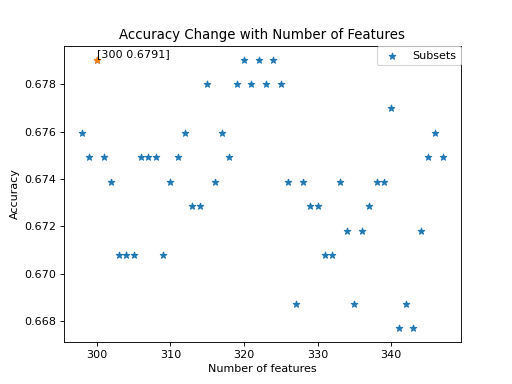 Accuracy Change with Number of Features
[300 0.6791]
Subsets
0.678
0.676
0.674
0.672
0.670
0.668
Accuracy
300 310 320 330 340
Number of features